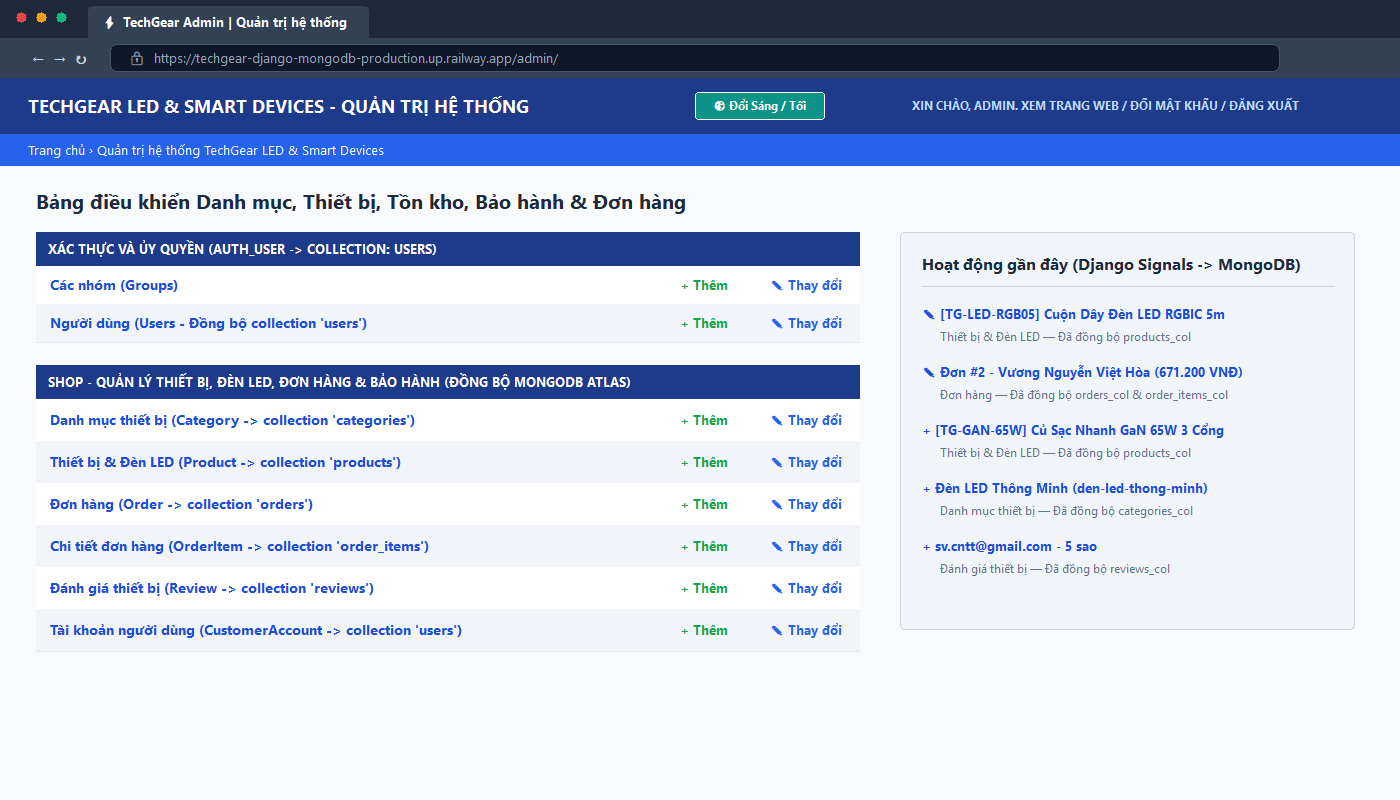 TechGear Admin | Quản trị hệ thống
https://techgear-django-mongodb-production.up.railway.app/admin/
TECHGEAR LED & SMART DEVICES - QUẢN TRỊ HỆ THỐNG
Đổi Sáng / Tối
XIN CHÀO, ADMIN. XEM TRANG WEB / ĐỔI MẬT KHẨU / ĐĂNG XUẤT
Trang chủ › Quản trị hệ thống TechGear LED & Smart Devices
Bảng điều khiển Danh mục, Thiết bị, Tồn kho, Bảo hành & Đơn hàng
XÁC THỰC VÀ ỦY QUYỀN (AUTH_USER -> COLLECTION: USERS)
Các nhóm (Groups) + Thêm Thay đổi
Người dùng (Users - Đồng bộ collection 'users') + Thêm Thay đổi
SHOP - QUẢN LÝ THIẾT BỊ, ĐÈN LED, ĐƠN HÀNG & BẢO HÀNH (ĐỒNG BỘ MONGODB ATLAS)
Danh mục thiết bị (Category -> collection 'categories') + Thêm Thay đổi
Thiết bị & Đèn LED (Product -> collection 'products') + Thêm Thay đổi
Đơn hàng (Order -> collection 'orders') + Thêm Thay đổi
Chi tiết đơn hàng (OrderItem -> collection 'order_items') + Thêm Thay đổi
Đánh giá thiết bị (Review -> collection 'reviews') + Thêm Thay đổi
Tài khoản người dùng (CustomerAccount -> collection 'users') + Thêm Thay đổi
Hoạt động gần đây (Django Signals -> MongoDB)
[TG-LED-RGB05] Cuộn Dây Đèn LED RGBIC 5m
Thiết bị & Đèn LED — Đã đồng bộ products_col
Đơn #2 - Vương Nguyễn Việt Hòa (671.200 VNĐ)
Đơn hàng — Đã đồng bộ orders_col & order_items_col
+ [TG-GAN-65W] Củ Sạc Nhanh GaN 65W 3 Cổng
Thiết bị & Đèn LED — Đã đồng bộ products_col
+ Đèn LED Thông Minh (den-led-thong-minh)
Danh mục thiết bị — Đã đồng bộ categories_col
+ sv.cntt@gmail.com - 5 sao
Đánh giá thiết bị — Đã đồng bộ reviews_col